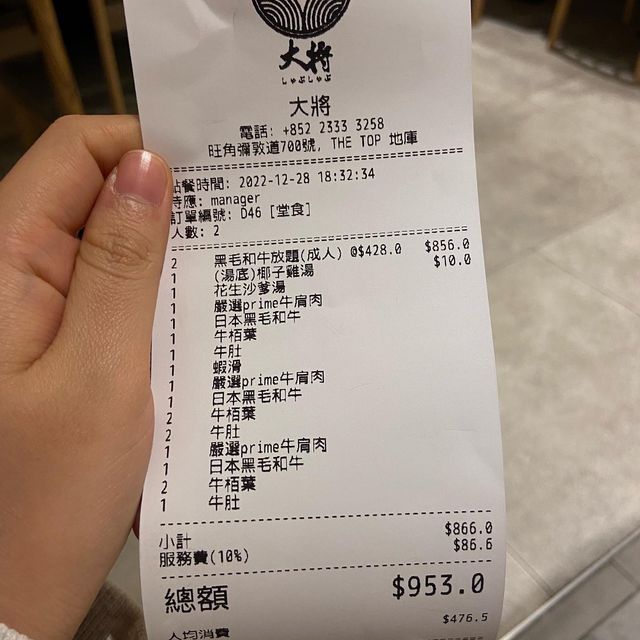 大将
しゃぶしゃぶ
大將
電話: +852 2333 3258
旺角彌敦道700號, THE TOP 地庫
點餐時間: 2022-12-28 18:32:34
侍應: manager
訂單編號: D46 [堂食]
人數: 2
2 黑毛和牛放題(成人) @$428.0 $856.0
1 (湯底)椰子雞湯 $10.0
1 花生沙爹湯
1 嚴選prime牛肩肉
1 日本黑毛和牛
1 牛栢葉
1 牛肚
1 蝦滑
1 嚴選prime牛肩肉
1 日本黑毛和牛
2 牛栢葉
2 牛肚
1 嚴選prime牛肩肉
1 日本黑毛和牛
2 牛栢葉
1 牛肚
小計 $866.0
服務費(10%) $86.6
總額 $953.0
人均消費 $476.5